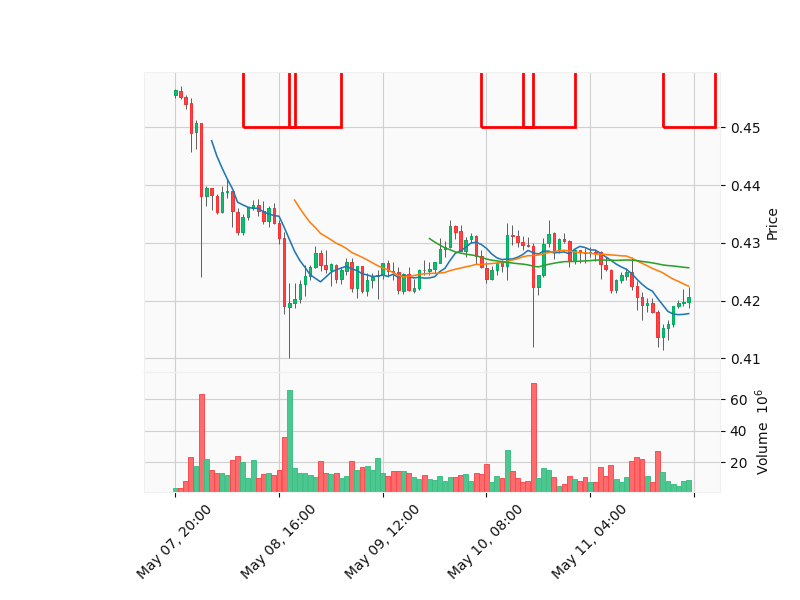 0.45
0.44
0.43
0.42
0.41
Price
60
40
20
Volume 10^6
May 07, 20:00
May 08, 16:00
May 09, 12:00
May 10, 08:00
May 11, 04:00